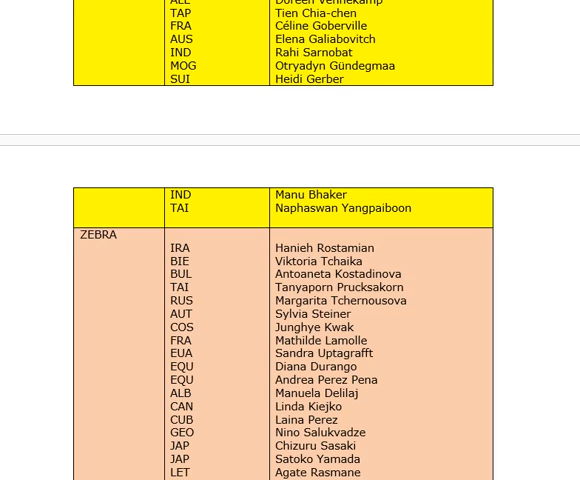 ALL Doreen Vennekamp
TAP Tien Chia-chen
FRA Céline Goberville
AUS Elena Galiabovitch
IND Rahi Sarnobat
MOG Otryadyn Gündegmaa
SUI Heidi Gerber
IND Manu Bhaker
TAI Naphaswan Yangpaiboon
ZEBRA
IRA Hanieh Rostamian
BIE Viktoria Tchaika
BUL Antoaneta Kostadinova
TAI Tanyaporn Prucksakorn
RUS Margarita Tchernousova
AUT Sylvia Steiner
COS Junghye Kwak
FRA Mathilde Lamolle
EUA Sandra Uptagrafft
EQU Diana Durango
EQU Andrea Perez Pena
ALB Manuela Delilaj
CAN Linda Kiejko
CUB Laina Perez
GEO Nino Salukvadze
JAP Chizuru Sasaki
JAP Satoko Yamada
LET Agate Rasmane